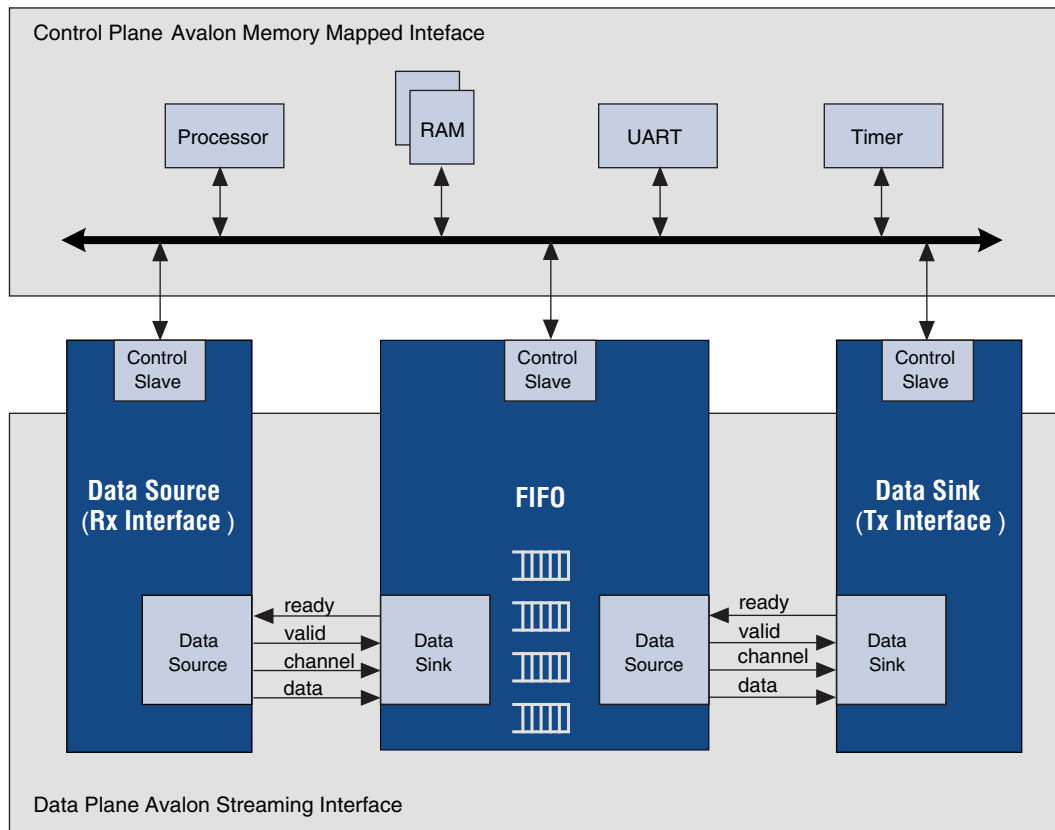 Control Plane Avalon Memory Mapped Inteface
Processor
RAM
UART
Timer
Control
Slave
Control
Slave
Control
Slave
Data Source
(Rx Interface )
FIFO
Data Sink
(Tx Interface )
Data
Source
ready
valid
channel
data
Data
Sink
Data
Source
ready
valid
channel
data
Data
Sink
Data Plane Avalon Streaming Interface